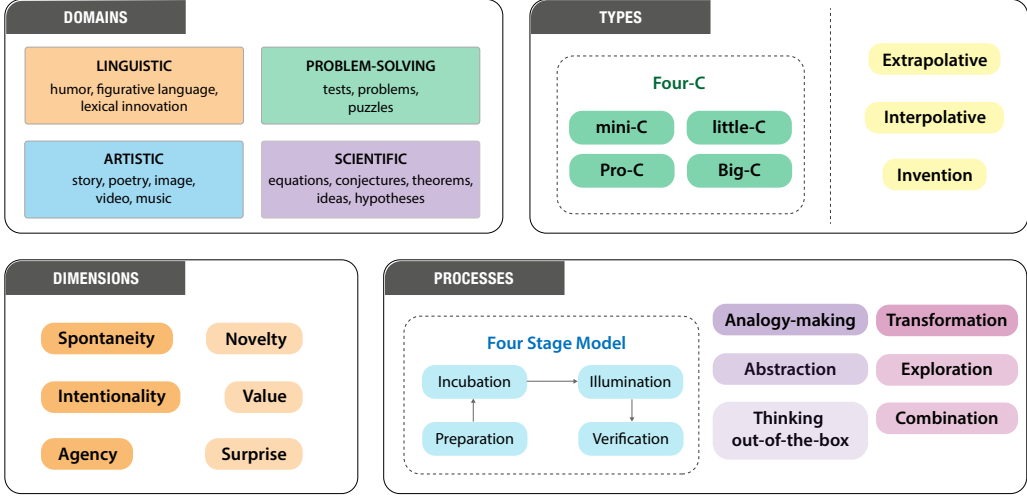 DOMAINS
LINGUISTIC
humor, figurative language,
lexical innovation
PROBLEM-SOLVING
tests, problems,
puzzles
ARTISTIC
story, poetry, image,
video, music
SCIENTIFIC
equations, conjectures, theorems,
ideas, hypotheses
TYPES
Four-C
mini-C
little-C
Pro-C
Big-C
Extrapolative
Interpolative
Invention
DIMENSIONS
Spontaneity
Novelty
Intentionality
Value
Agency
Surprise
PROCESSES
Four Stage Model
Incubation
Illumination
Preparation
Verification
Analogy-making
Transformation
Abstraction
Exploration
Thinking
out-of-the-box
Combination